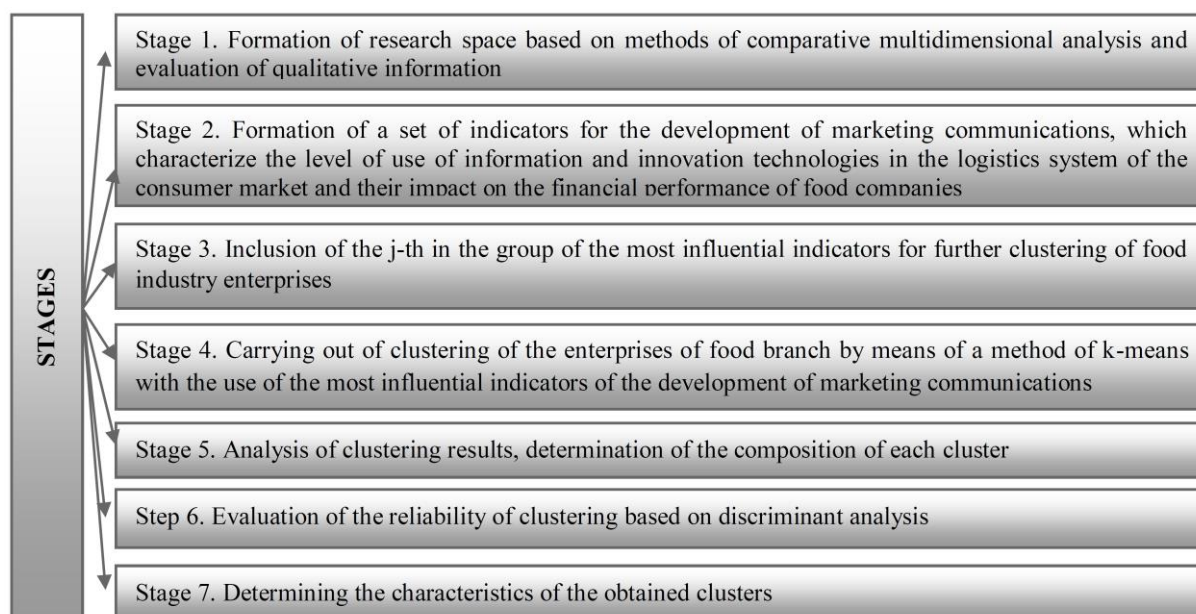 STAGES
Stage 1. Formation of research space based on methods of comparative multidimensional analysis and
evaluation of qualitative information
Stage 2. Formation of a set of indicators for the development of marketing communications, which
characterize the level of use of information and innovation technologies in the logistics system of the
consumer market and their impact on the financial performance of food companies
Stage 3. Inclusion of the j-th in the group of the most influential indicators for further clustering of food
industry enterprises
Stage 4. Carrying out of clustering of the enterprises of food branch by means of a method of k-means
with the use of the most influential indicators of the development of marketing communications
Stage 5. Analysis of clustering results, determination of the composition of each cluster
Step 6. Evaluation of the reliability of clustering based on discriminant analysis
Stage 7. Determining the characteristics of the obtained clusters